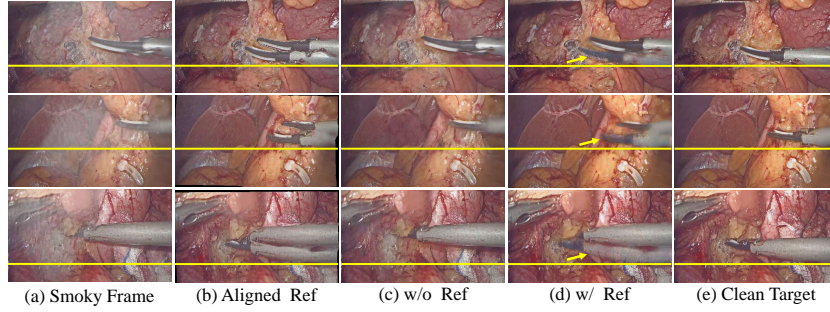 (a) Smoky Frame
(b) Aligned Ref
(c) w/o Ref
(d) w/ Ref
(e) Clean Target